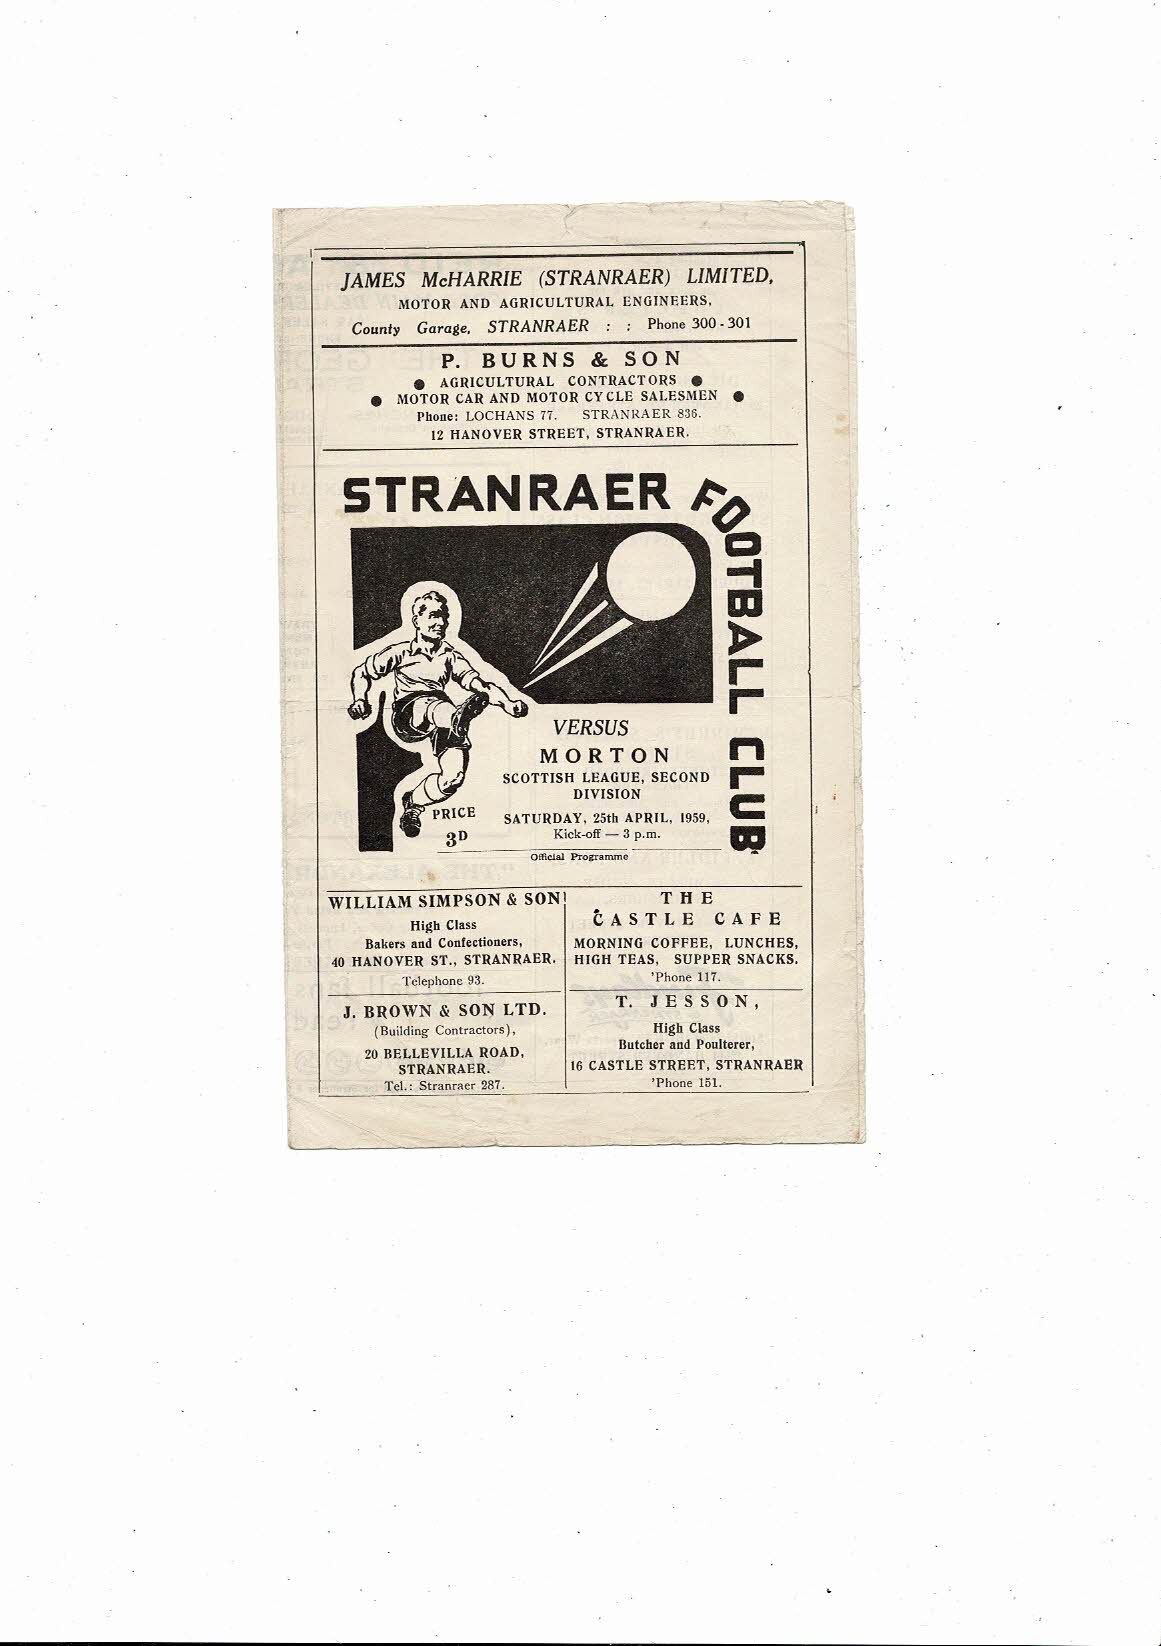 JAMES McHARRIE (STRANRAER) LIMITED,
MOTOR AND AGRICULTURAL ENGINEERS,
County Garage, STRANRAER : ; Phone 300-301
P. BURNS & SON
● AGRICULTURAL CONTRACTORS ●
● MOTOR CAR AND MOTOR CYCLE SALESMEN ●
Phone: LOCHANS 77. STRANRAER 836.
12 HANOVER STREET, STRANRAER.
STRANRAER FOOTBALL CLUB
VERSUS
MORTON
SCOTTISH LEAGUE, SECOND
DIVISION
SATURDAY, 25th APRIL, 1959,
Kick-off — 3 p.m.
PRICE
3D
Official Programme
WILLIAM SIMPSON & SON
High Class
Bakers and Confectioners,
40 HANOVER ST., STRANRAER.
Telephone 93.
THE
CASTLE CAFE
MORNING COFFEE, LUNCHES,
HIGH TEAS, SUPPER SNACKS.
'Phone 117.
J. BROWN & SON LTD.
(Building Contractors),
20 BELLEVILLA ROAD,
STRANRAER.
Tel.: Stranraer 287.
T. JESSON,
High Class
Butcher and Poulterer,
16 CASTLE STREET, STRANRAER
'Phone 151.